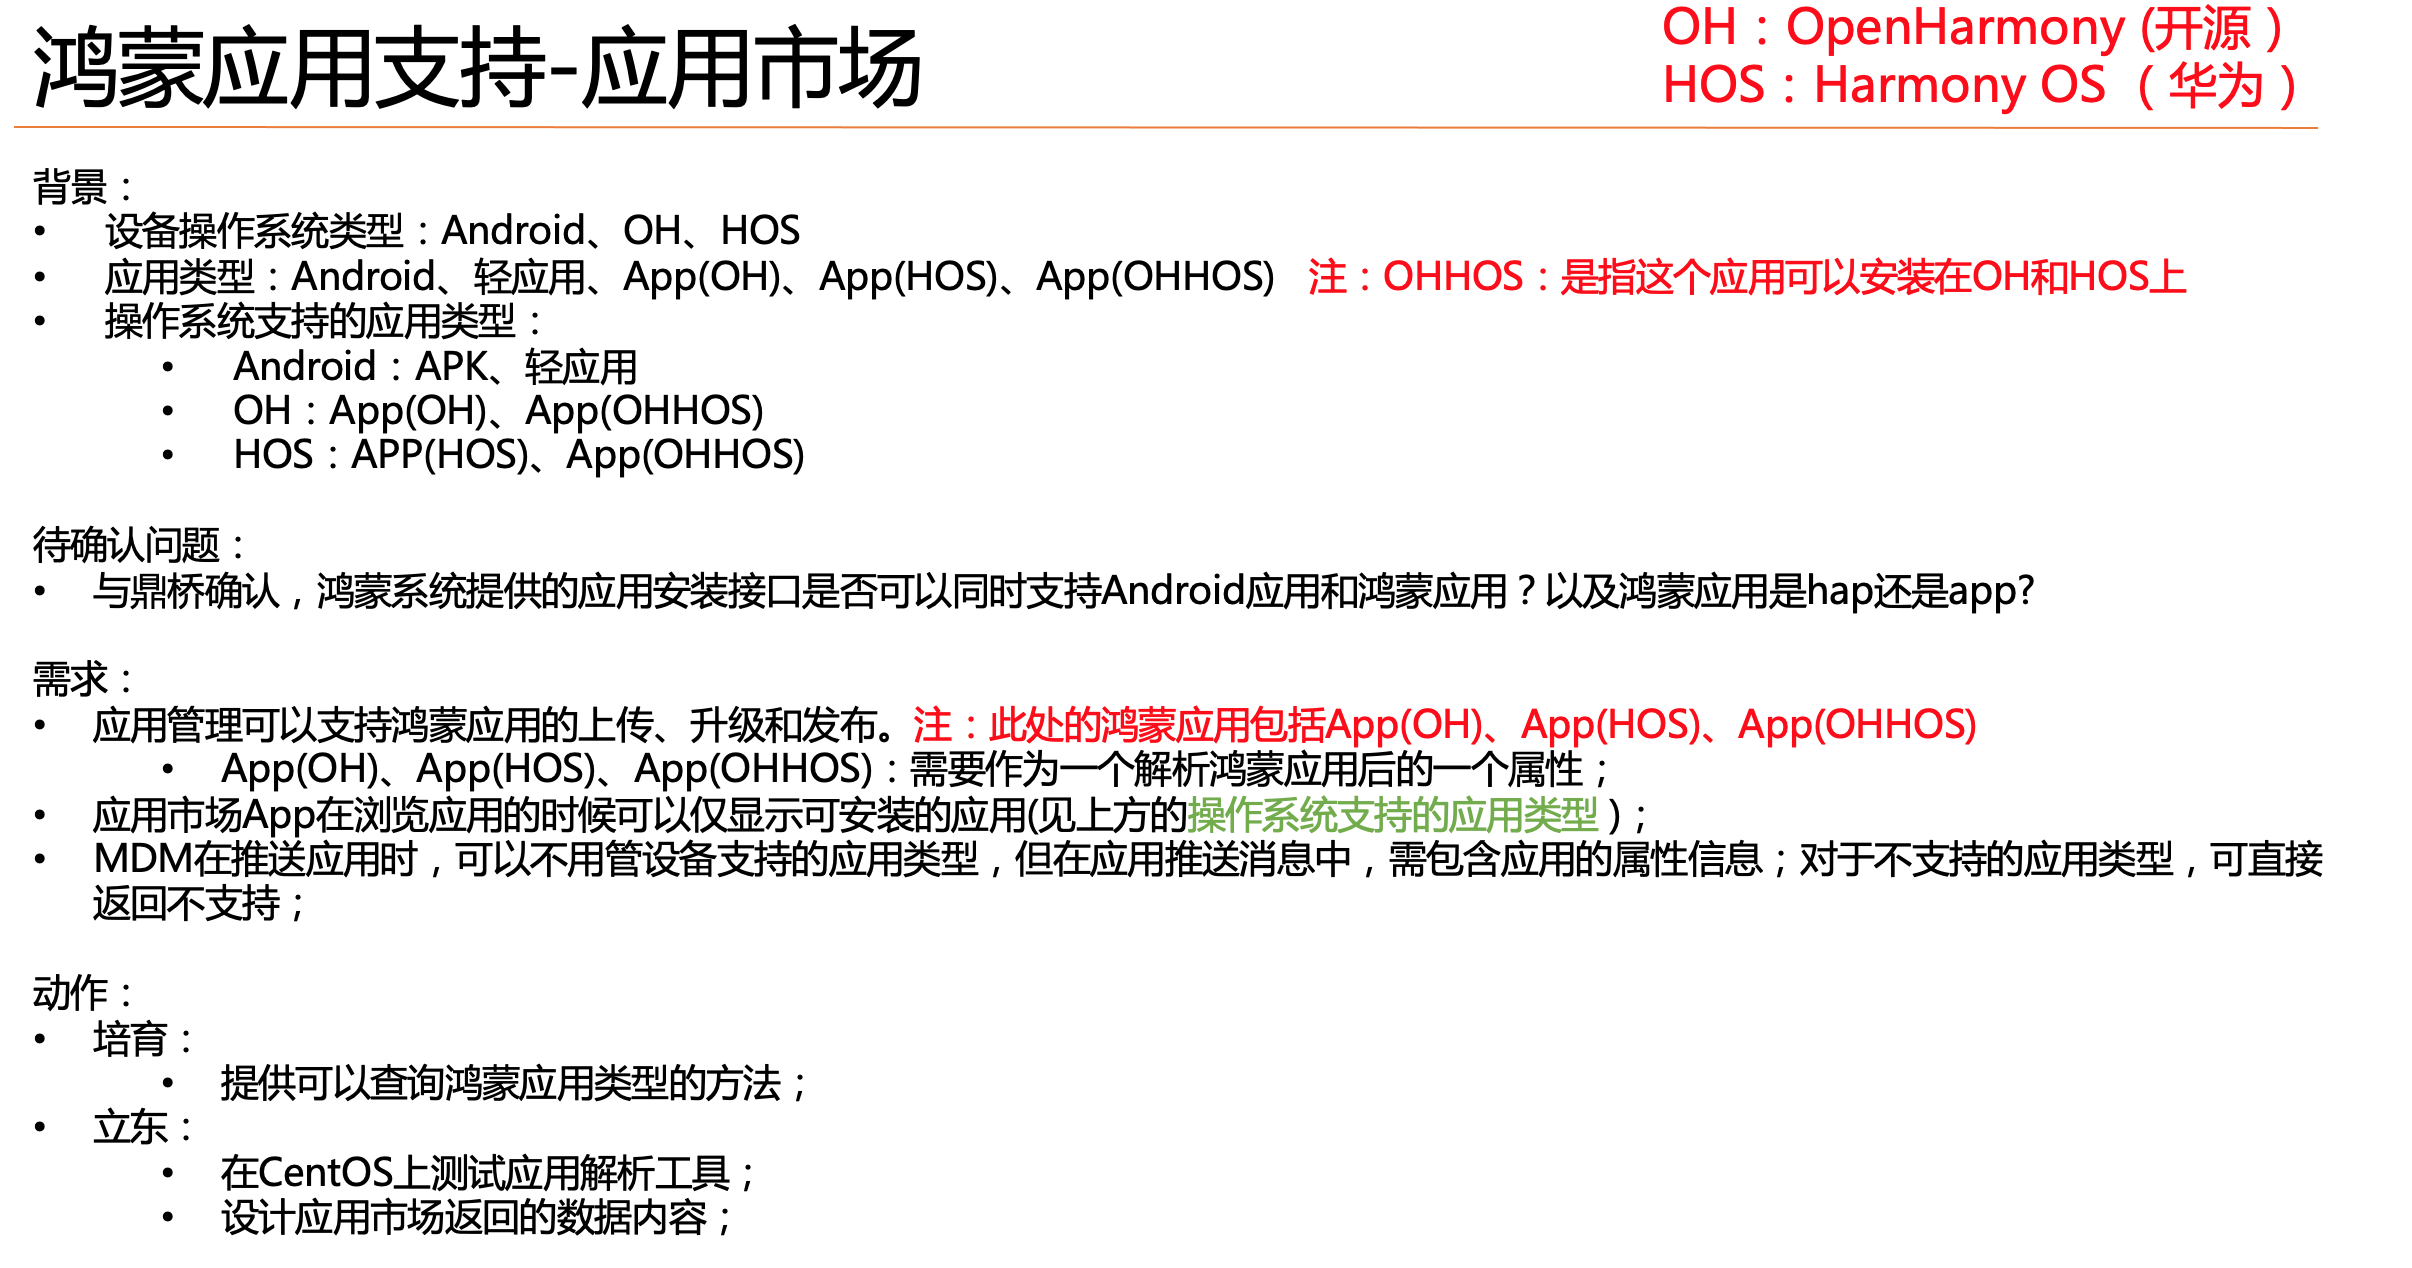 鸿蒙应用支持-应用市场
OH：OpenHarmony (开源）
HOS：Harmony OS （华为）
背景：
• 设备操作系统类型：Android、OH、HOS
• 应用类型：Android、轻应用、App(OH)、App(HOS)、App(OHHOS) 注：OHHOS：是指这个应用可以安装在OH和HOS上
• 操作系统支持的应用类型：
• Android：APK、轻应用
• OH：App(OH)、App(OHHOS)
• HOS：APP(HOS)、App(OHHOS)
待确认问题：
• 与鼎桥确认，鸿蒙系统提供的应用安装接口是否可以同时支持Android应用和鸿蒙应用？以及鸿蒙应用是hap还是app?
需求：
• 应用管理可以支持鸿蒙应用的上传、升级和发布。注：此处的鸿蒙应用包括App(OH)、App(HOS)、App(OHHOS)
• App(OH)、App(HOS)、App(OHHOS)：需要作为一个解析鸿蒙应用后的一个属性；
• 应用市场App在浏览应用的时候可以仅显示可安装的应用(见上方的操作系统支持的应用类型）；
• MDM在推送应用时，可以不用管设备支持的应用类型，但在应用推送消息中，需包含应用的属性信息；对于不支持的应用类型，可直接
返回不支持；
动作：
• 培育：
• 提供可以查询鸿蒙应用类型的方法；
• 立东：
• 在CentOS上测试应用解析工具；
• 设计应用市场返回的数据内容；